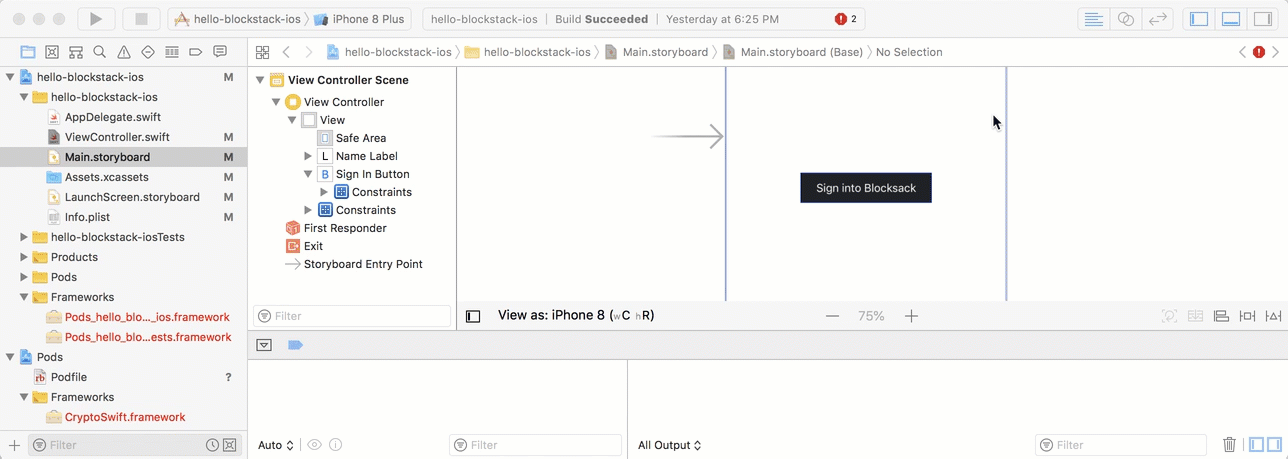 hello-blockstack-ios iPhone 8 Plus hello-blockstack-ios Build Succeeded Yesterday at 6:25 PM 2
hello-blockstack-ios hello-blockstack-ios Main.storyboard Main.storyboard (Base) No Selection
hello-blockstack-ios M
hello-blockstack-ios
AppDelegate.swift
ViewController.swift M
Main.storyboard M
Assets.xcassets M
LaunchScreen.storyboard M
Info.plist M
hello-blockstack-iosTests
Products
Pods
Frameworks
Pods_hello_blo..._ios.framework
Pods_hello_blo...ests.framework
Pods
Podfile ?
Frameworks
CryptoSwift.framework
Filter
View Controller Scene
View Controller
View
Safe Area
L Name Label
B Sign In Button
Constraints
Constraints
First Responder
Exit
Storyboard Entry Point
Filter
Sign into Blocksack
View as: iPhone 8 (wC hR) 75%
Auto Filter
All Output Filter